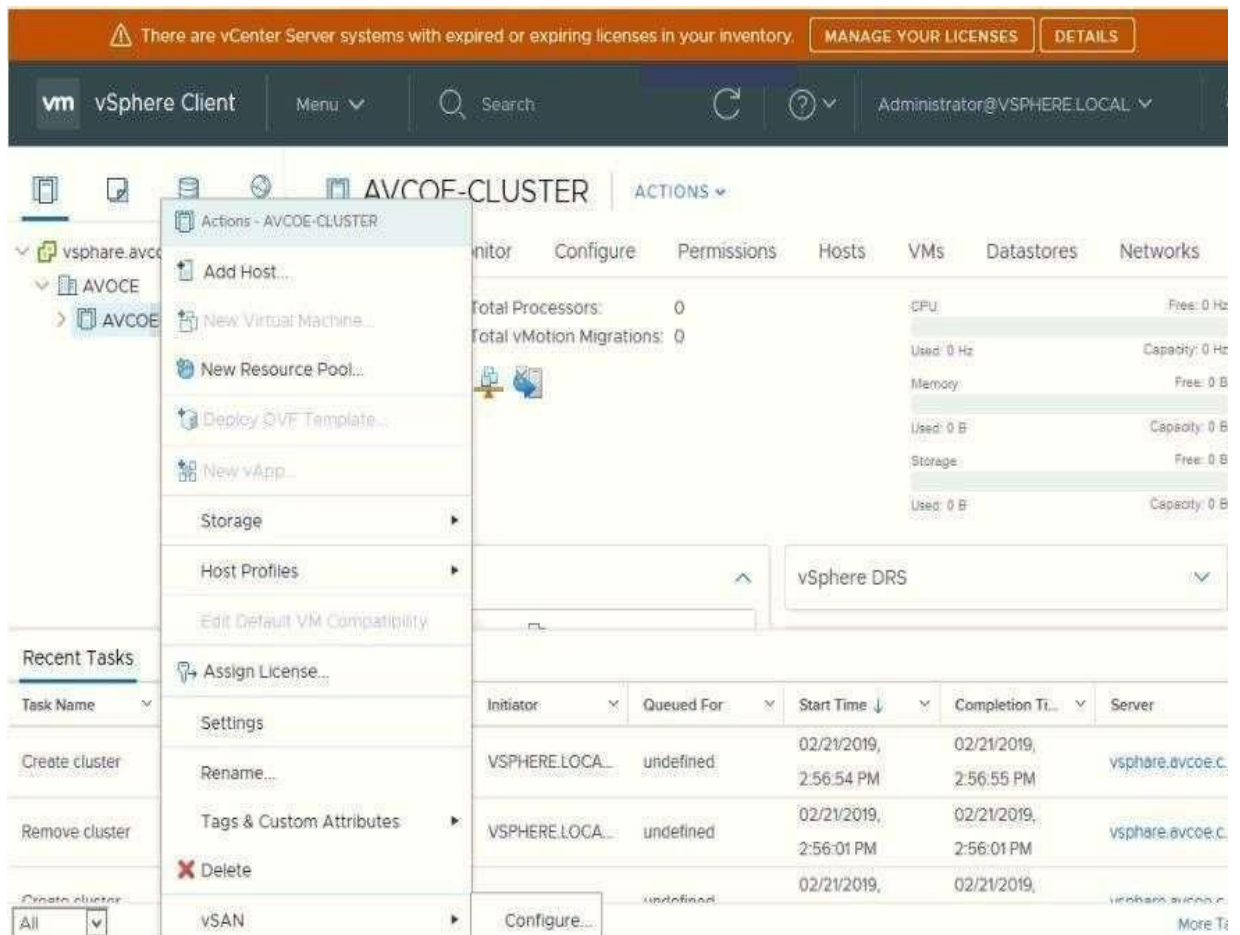 There are vCenter Server systems with expired or expiring licenses in your inventory. MANAGE YOUR LICENSES DETAILS
vm vSphere Client Menu Search Administrator@VSPHERE.LOCAL
AVCOE-CLUSTER ACTIONS
Actions - AVCOE-CLUSTER
vsphare.avco
AVOCE
AVCOE
Add Host...
New Virtual Machine...
New Resource Pool...
Deploy OVF Template...
New vApp...
Storage
Host Profiles
Edit Default VM Compatibility
Assign License...
Settings
Rename...
Tags & Custom Attributes
Delete
vSAN
Configure...
nitor Configure Permissions Hosts VMs Datastores Networks
Total Processors: 0
Total vMotion Migrations: 0
CPU Free: 0 Hz
Used: 0 Hz Capacity: 0 Hz
Memory Free: 0 B
Used: 0 B Capacity: 0 B
Storage Free: 0 B
Used: 0 B Capacity: 0 B
vSphere DRS
Recent Tasks
Task Name Initiator Queued For Start Time Completion Ti... Server
Create cluster VSPHERE.LOCA... undefined 02/21/2019, 2:56:54 PM 02/21/2019, 2:56:55 PM vsphare.avcoe.c
Remove cluster VSPHERE.LOCA... undefined 02/21/2019, 2:56:01 PM 02/21/2019, 2:56:01 PM vsphare.avcoe.c
Create cluster undefined 02/21/2019, 02/21/2019, vsphare.avcoe.c
All More Ta